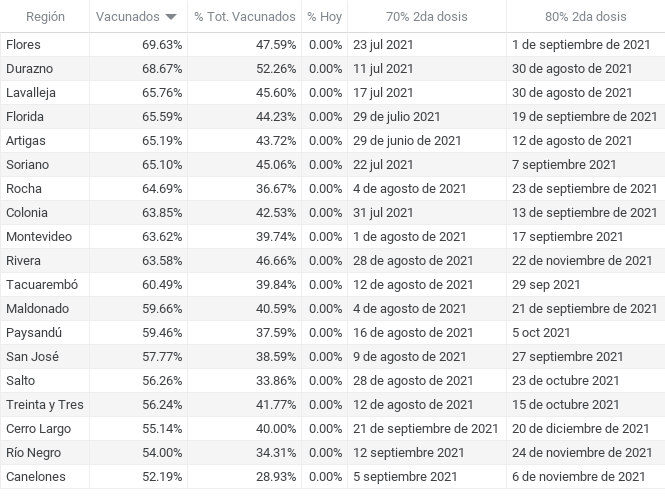 Región Vacunados % Tot. Vacunados % Hoy 70% 2da dosis 80% 2da dosis
Flores 69.63% 47.59% 0.00% 23 jul 2021 1 de septiembre de 2021
Durazno 68.67% 52.26% 0.00% 11 jul 2021 30 de agosto de 2021
Lavalleja 65.76% 45.60% 0.00% 17 jul 2021 30 de agosto de 2021
Florida 65.59% 44.23% 0.00% 29 de julio 2021 19 de septiembre de 2021
Artigas 65.19% 43.72% 0.00% 29 de junio de 2021 12 de agosto de 2021
Soriano 65.10% 45.06% 0.00% 22 jul 2021 7 septiembre 2021
Rocha 64.69% 36.67% 0.00% 4 de agosto de 2021 23 de septiembre de 2021
Colonia 63.85% 42.53% 0.00% 31 jul 2021 13 de septiembre de 2021
Montevideo 63.62% 39.74% 0.00% 1 de agosto de 2021 17 septiembre 2021
Rivera 63.58% 46.66% 0.00% 28 de agosto de 2021 22 de noviembre de 2021
Tacuarembó 60.49% 39.84% 0.00% 12 de agosto de 2021 29 sep 2021
Maldonado 59.66% 40.59% 0.00% 4 de agosto de 2021 21 de septiembre de 2021
Paysandú 59.46% 37.59% 0.00% 16 de agosto de 2021 5 oct 2021
San José 57.77% 38.59% 0.00% 9 de agosto de 2021 27 septiembre 2021
Salto 56.26% 33.86% 0.00% 28 de agosto de 2021 23 de octubre 2021
Treinta y Tres 56.24% 41.77% 0.00% 12 de agosto de 2021 15 de octubre 2021
Cerro Largo 55.14% 40.00% 0.00% 21 de septiembre de 2021 20 de diciembre de 2021
Río Negro 54.00% 34.31% 0.00% 12 septiembre 2021 24 de noviembre de 2021
Canelones 52.19% 28.93% 0.00% 5 septiembre 2021 6 de noviembre de 2021